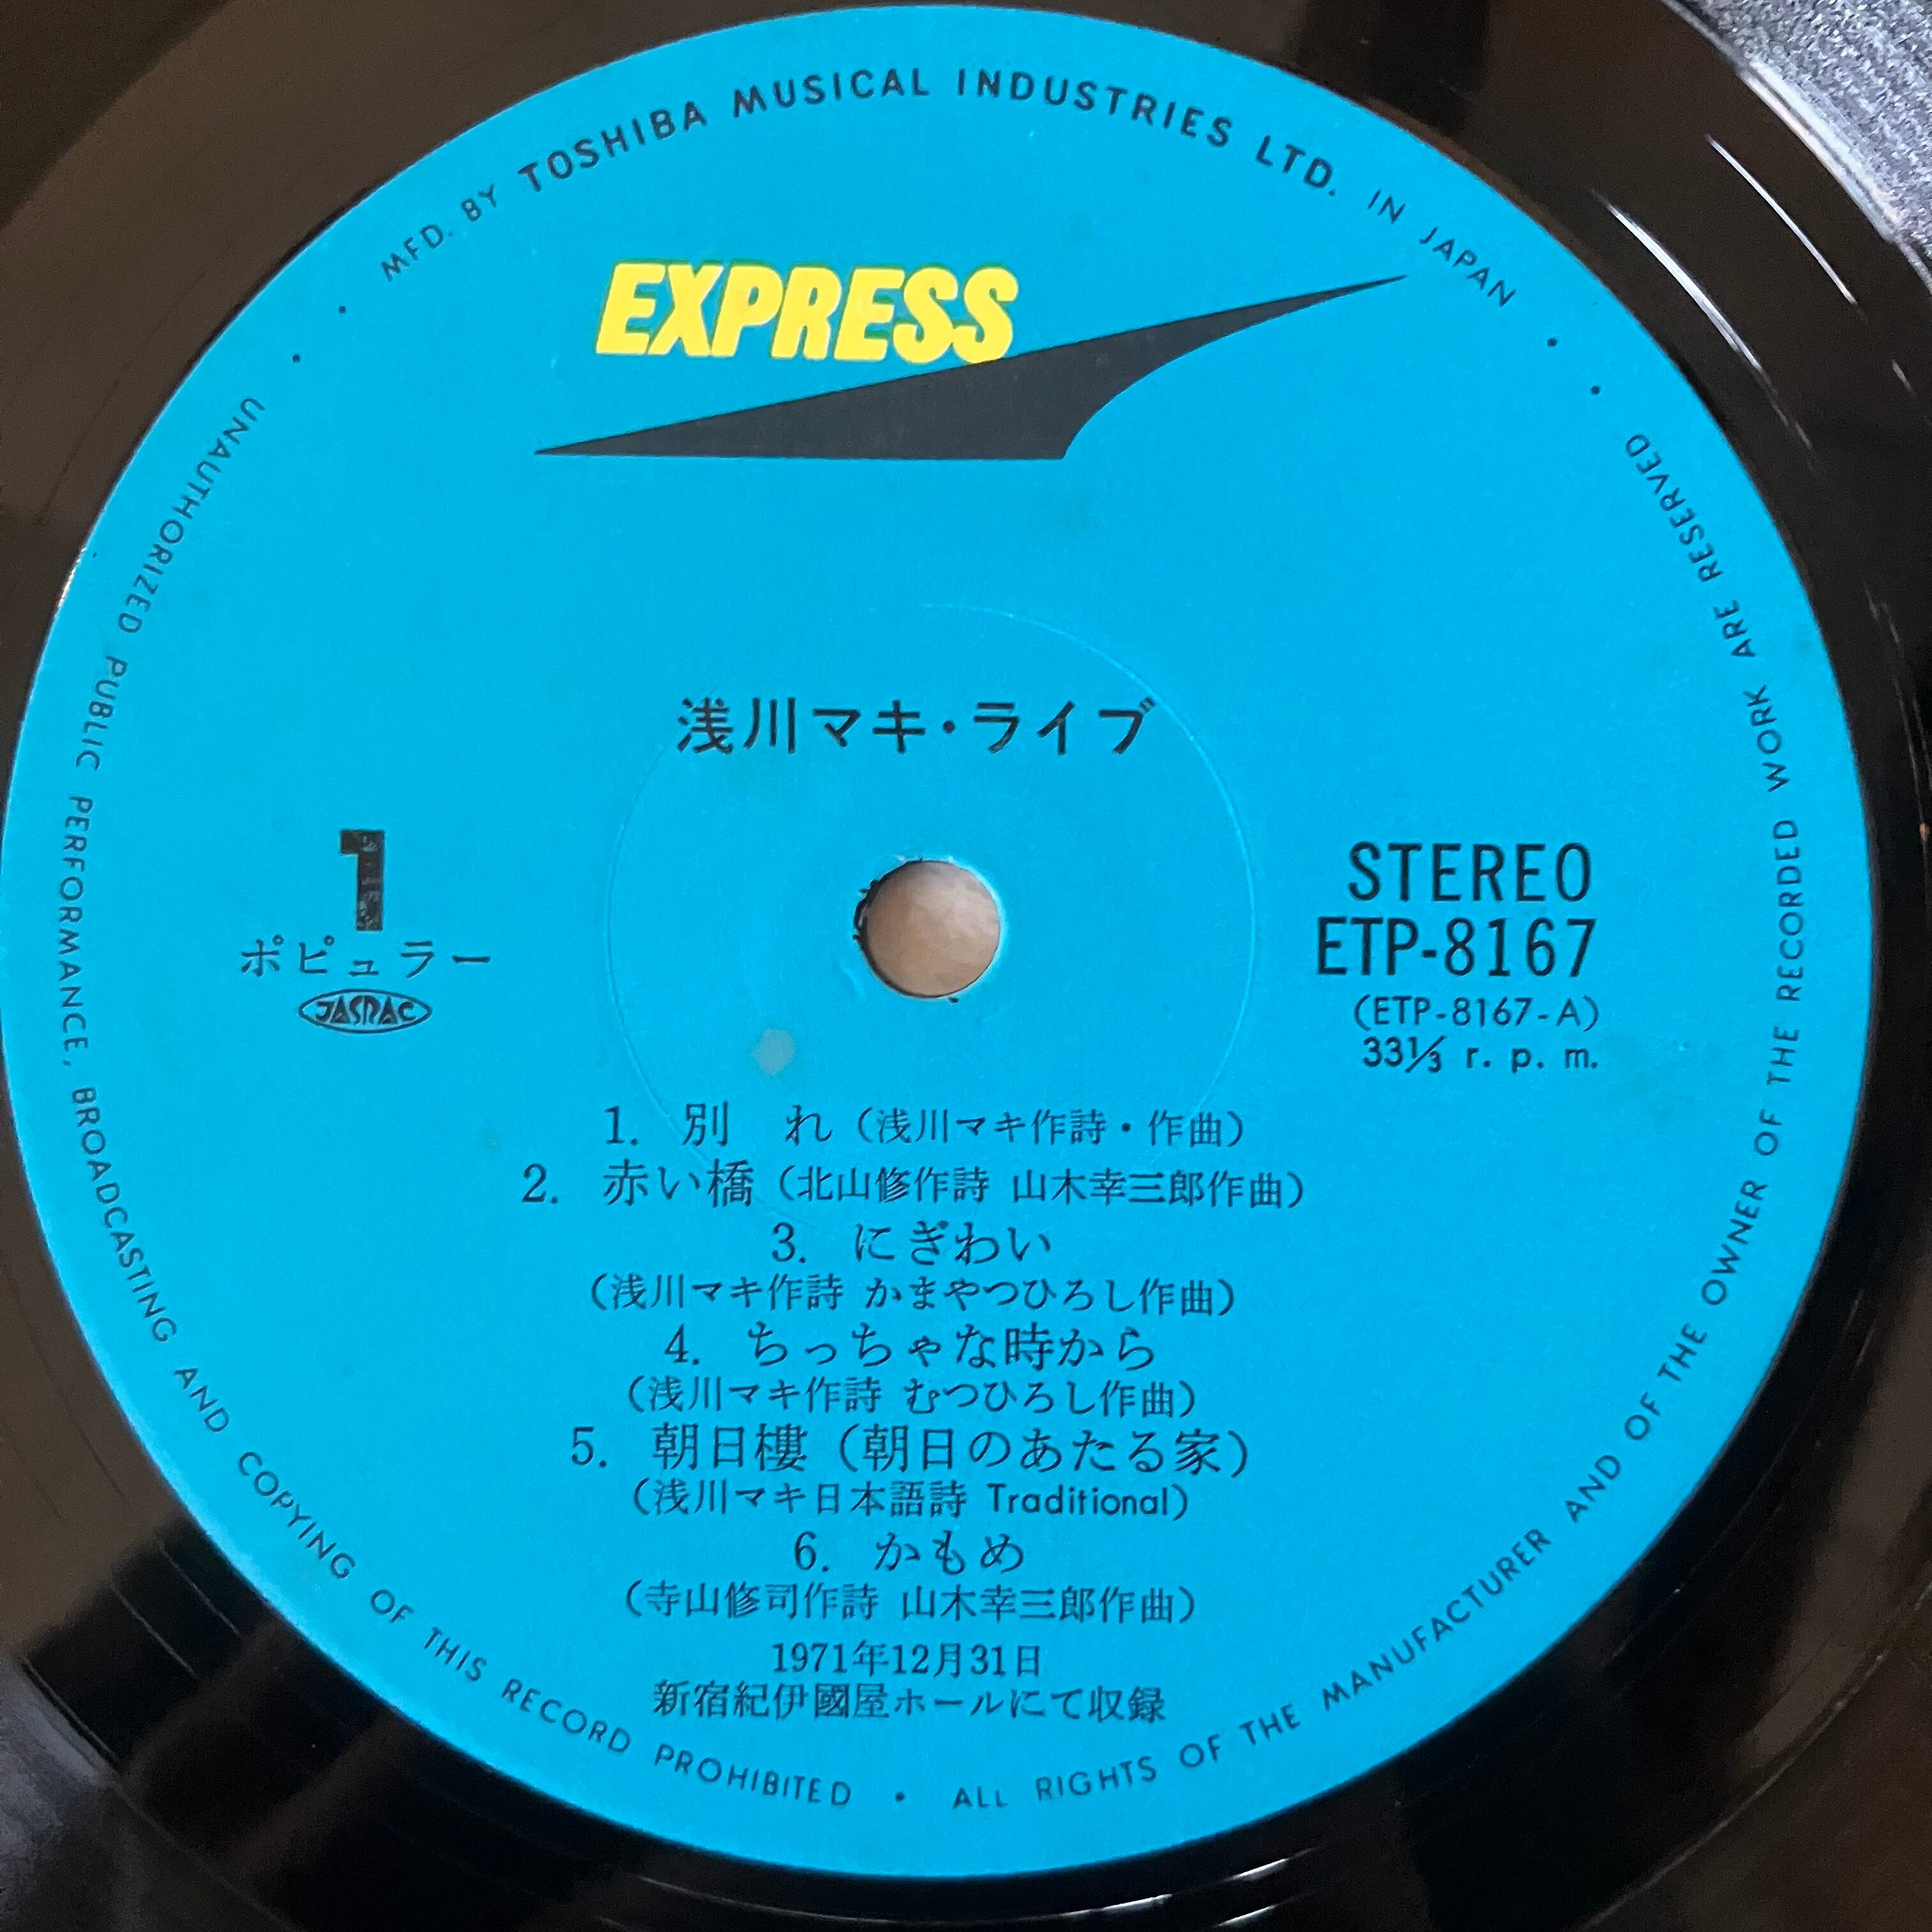 MFD. BY TOSHIBA MUSICAL INDUSTRIES LTD. IN JAPAN
EXPRESS
浅川マキ・ライブ
1
ポピュラー
JASRAC
STEREO
ETP-8167
(ETP-8167-A)
33⅓ r. p. m.
1. 別 れ（浅川マキ作詩・作曲）
2. 赤い橋（北山修作詩 山木幸三郎作曲）
3. にぎわい
（浅川マキ作詩 かまやつひろし作曲）
4. ちっちゃな時から
（浅川マキ作詩 むつひろし作曲）
5. 朝日樓（朝日のあたる家）
（浅川マキ日本語詩 Traditional）
6. かもめ
（寺山修司作詩 山木幸三郎作曲）
1971年12月31日
新宿紀伊國屋ホールにて収録
UNAUTHORIZED PUBLIC PERFORMANCE, BROADCASTING AND COPYING OF THIS RECORD PROHIBITED • ALL RIGHTS OF THE MANUFACTURER AND OF THE OWNER OF THE RECORDED WORK ARE RESERVED